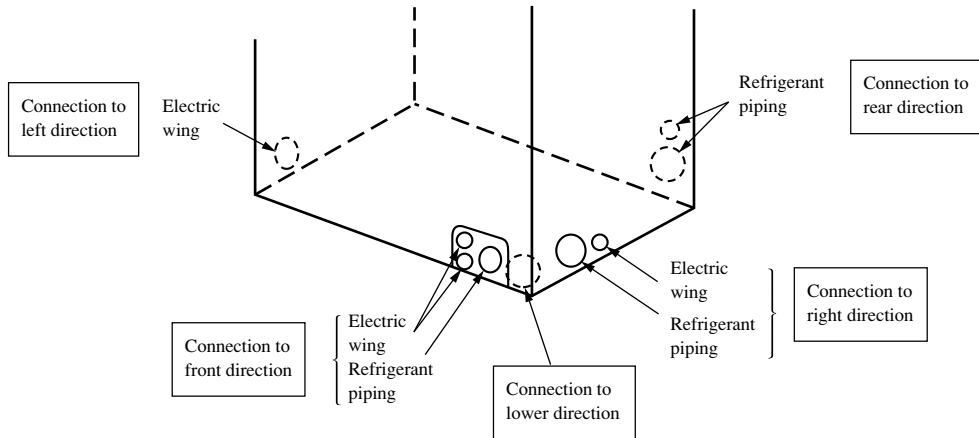 Connection to
left direction
Electric
wing
Refrigerant
piping
Connection to
rear direction
Electric
wing
Refrigerant
piping
Connection to
right direction
Connection to
front direction
Electric
wing
Refrigerant
piping
Connection to
lower direction